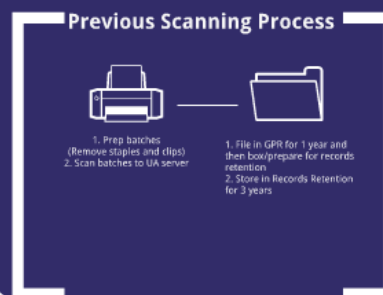 Previous Scanning Process
1. Prep batches
(Remove staples and clips)
2. Scan batches to UA server
1. File in GPR for 1 year and
then box/prepare for records
retention
2. Store in Records Retention
for 3 years